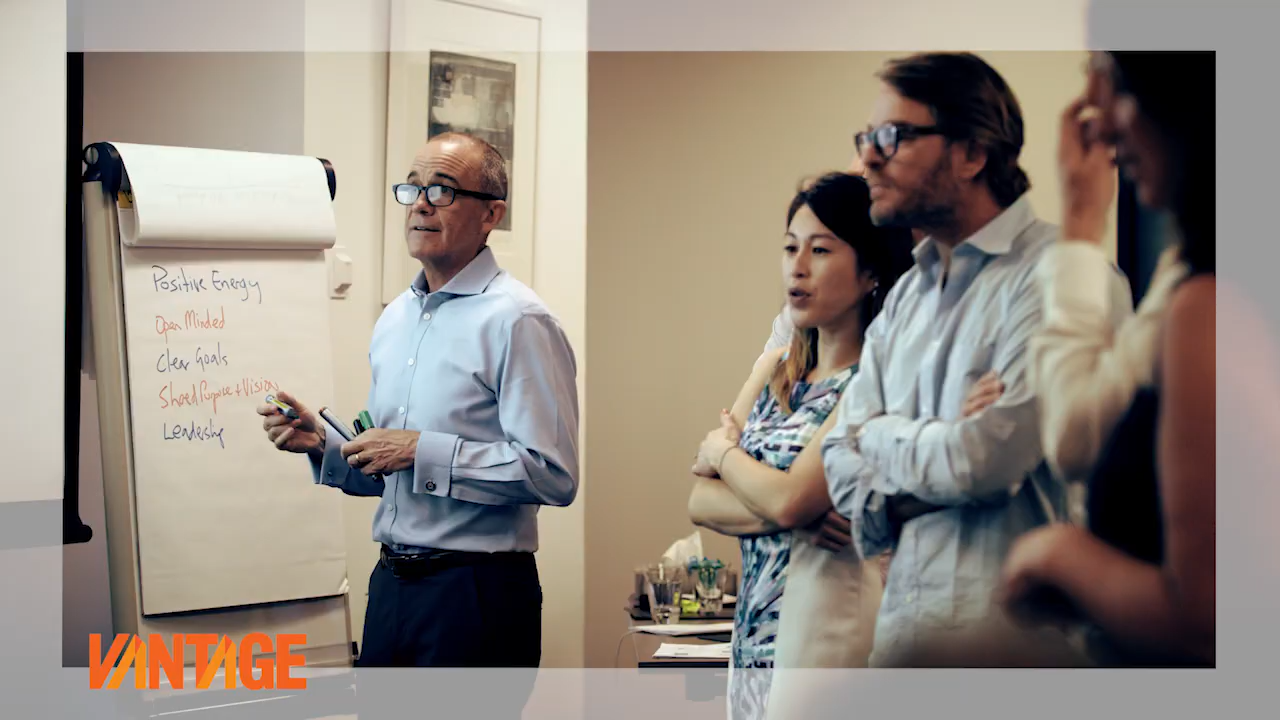 Positive Energy
Open Minded
Clear Goals
Shared Purpose + Vision
Leadership
VANTAGE